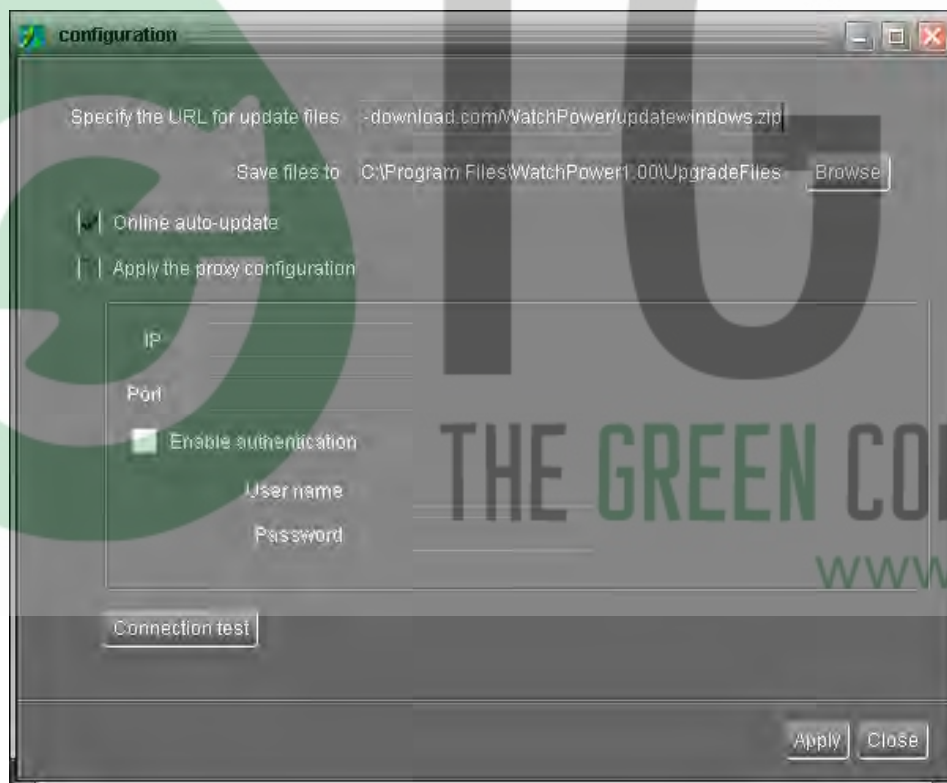 configuration
Specify the URL for update files -download.com/WatchPower/updatewindows.zip
Save files to C:\Program Files\WatchPower1.00\UpgradeFiles Browse
Online auto-update
Apply the proxy configuration
IP
Port
Enable authentication
User name
Password
Connection test
Apply Close
THE GREEN
www